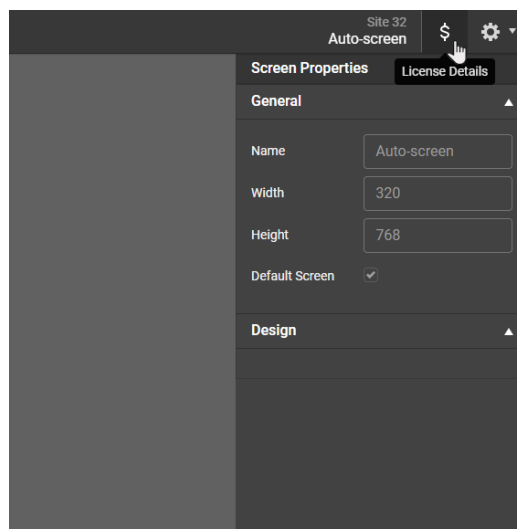 Site 32
Auto-screen
$
License Details
Screen Properties
General
Name Auto-screen
Width 320
Height 768
Default Screen
Design